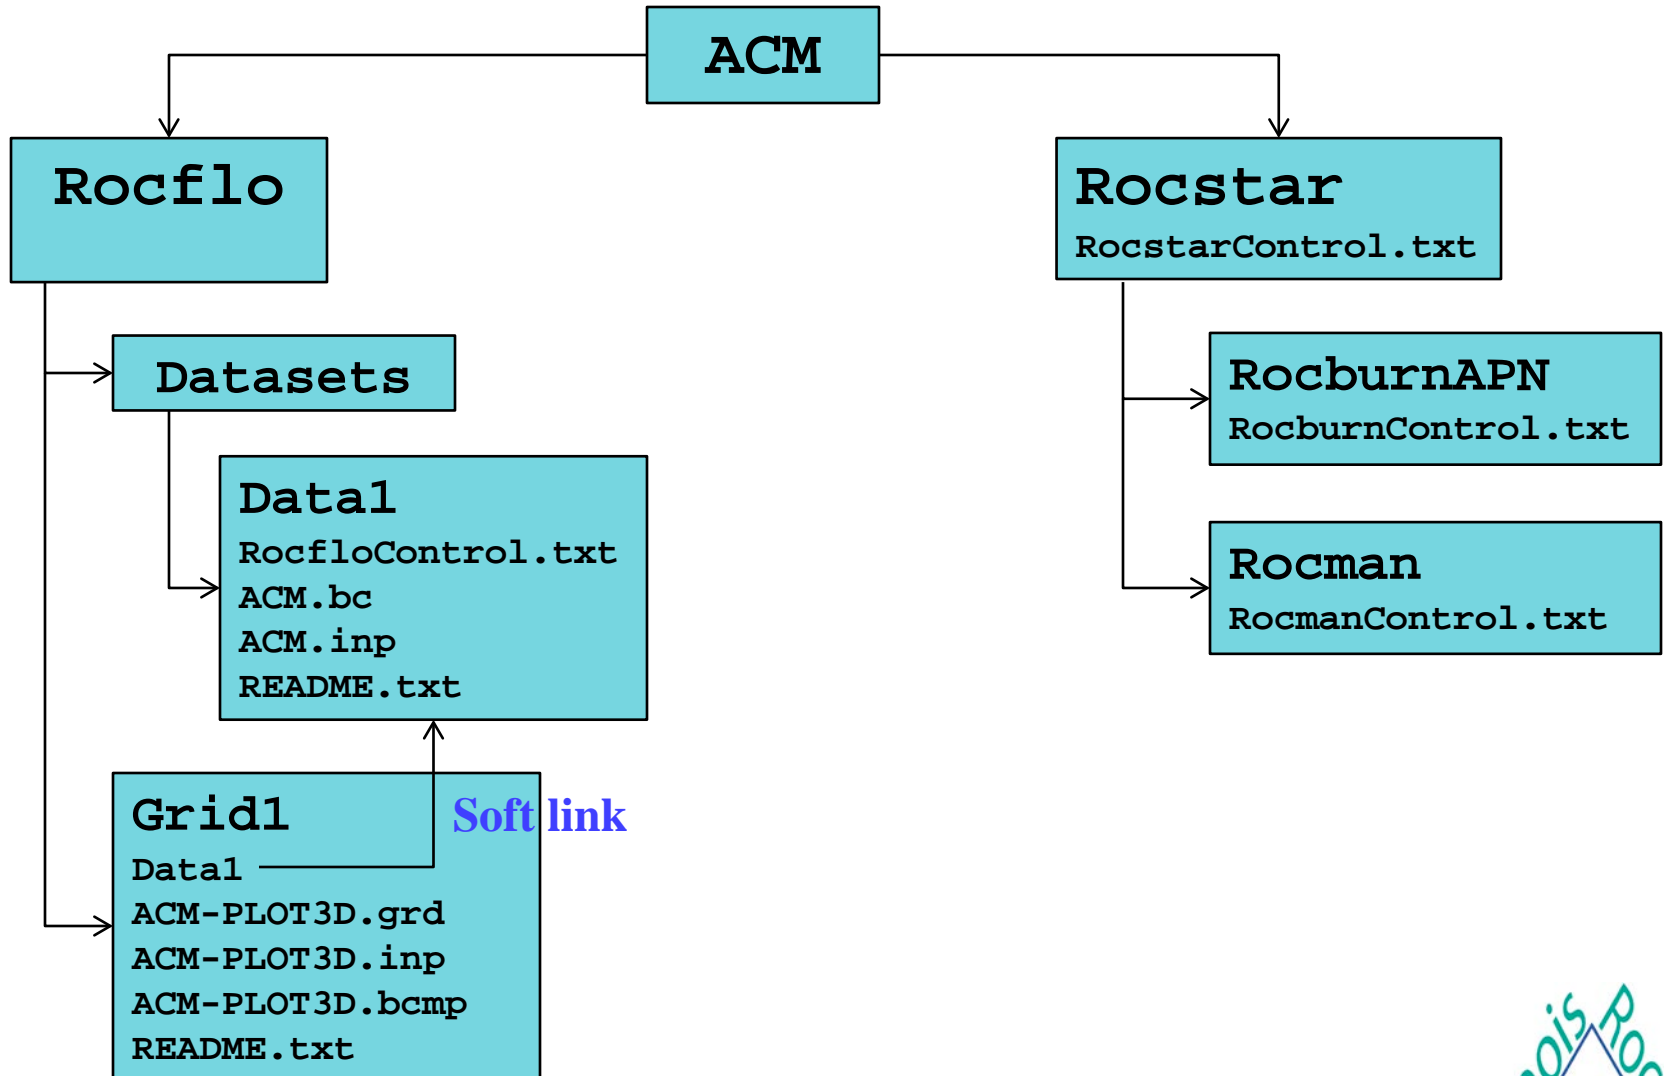 ACM
Rocflo
Rocstar
RocstarControl.txt
Datasets
RocburnAPN
RocburnControl.txt
Data1
RocfloControl.txt
ACM.bc
ACM.inp
README.txt
Rocman
RocmanControl.txt
Grid1
Soft link
Data1
ACM-PLOT3D.grd
ACM-PLOT3D.inp
ACM-PLOT3D.bcmp
README.txt